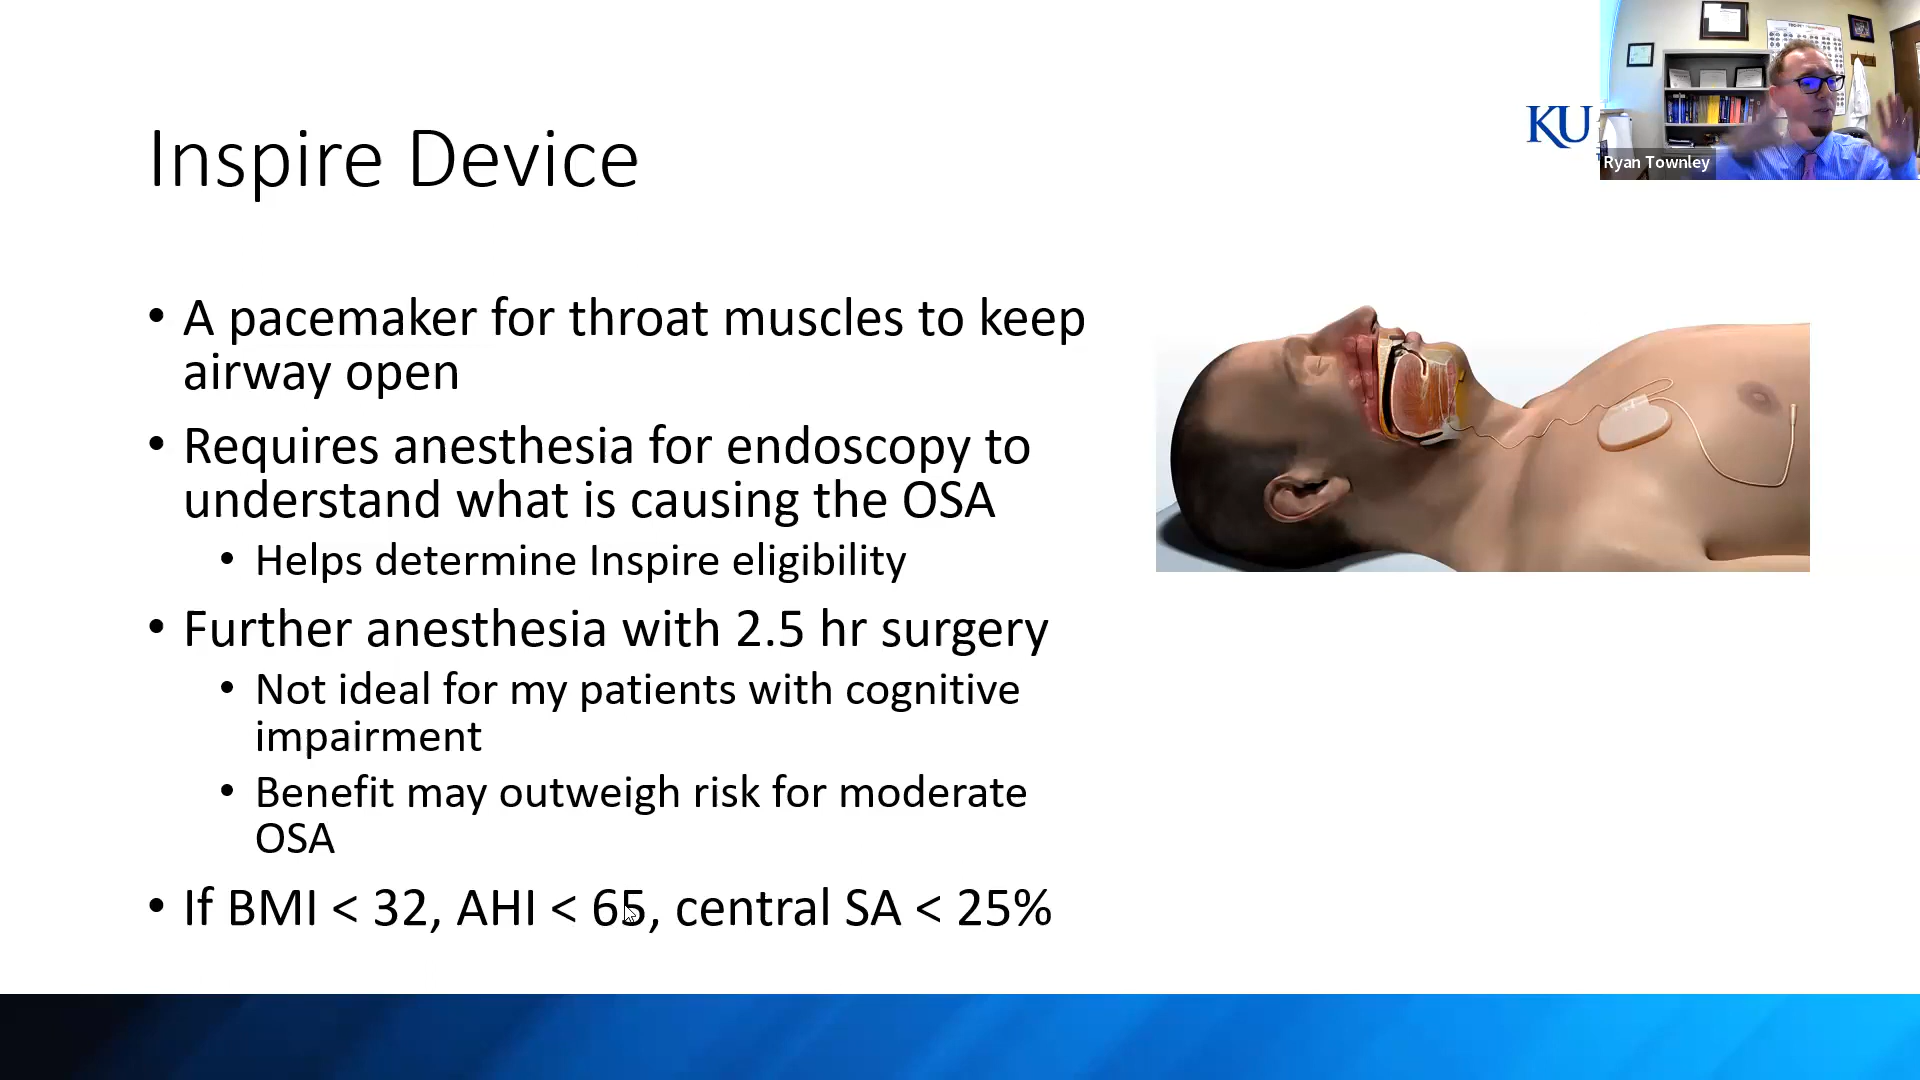 Inspire Device
KU
Ryan Townley
• A pacemaker for throat muscles to keep
airway open
• Requires anesthesia for endoscopy to
understand what is causing the OSA
• Helps determine Inspire eligibility
• Further anesthesia with 2.5 hr surgery
• Not ideal for my patients with cognitive
impairment
• Benefit may outweigh risk for moderate
OSA
• If BMI < 32, AHI < 65, central SA < 25%